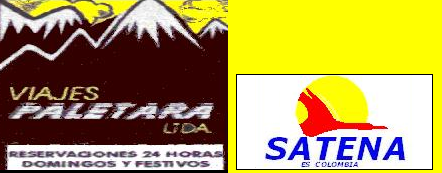 VIAJES
PALETARA
LTDA.
RESERVACIONES 24 HORAS
DOMINGOS Y FESTIVOS
SATENA
ES COLOMBIA